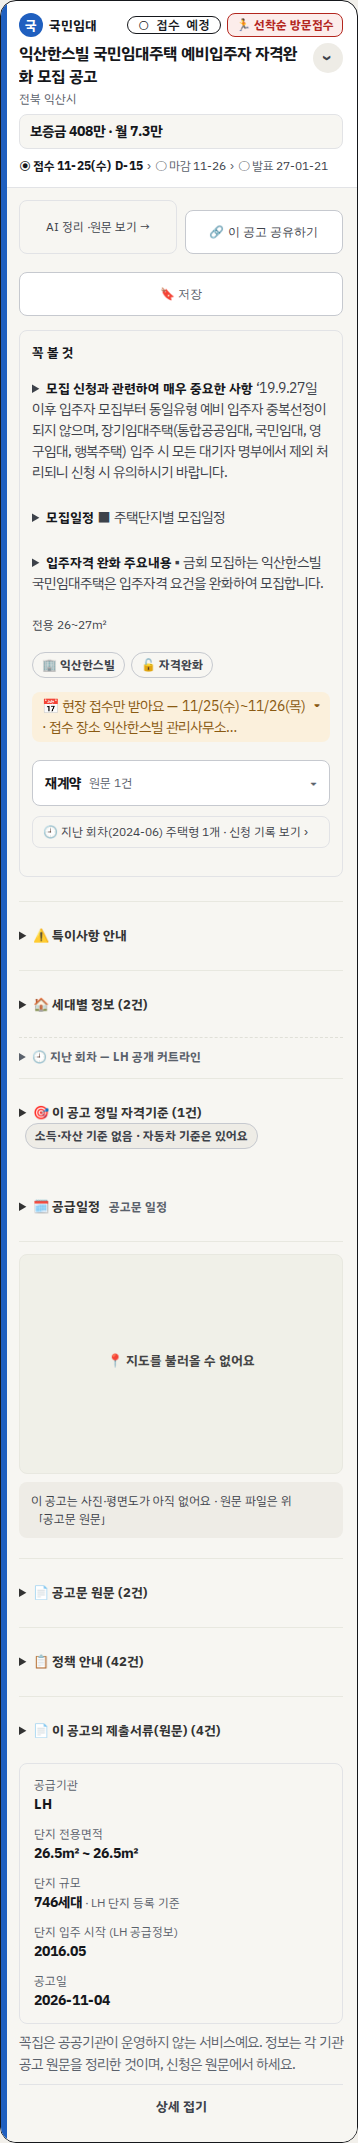 국 국민임대 ○ 접수 예정 🏃 선착순 방문접수
익산한스빌 국민임대주택 예비입주자 자격완
화 모집 공고
전북 익산시
보증금 408만 · 월 7.3만
◉ 접수 11-25(수) D-15 › ○ 마감 11-26 › ○ 발표 27-01-21
AI 정리 ·원문 보기 →
🔗 이 공고 공유하기
🔖 저장
꼭 볼 것
▶ 모집 신청과 관련하여 매우 중요한 사항 ‘19.9.27일
이후 입주자 모집부터 동일유형 예비 입주자 중복선정이
되지 않으며, 장기임대주택(통합공공임대, 국민임대, 영
구임대, 행복주택) 입주 시 모든 대기자 명부에서 제외 처
리되니 신청 시 유의하시기 바랍니다.
▶ 모집일정 ■ 주택단지별 모집일정
▶ 입주자격 완화 주요내용 ▪ 금회 모집하는 익산한스빌
국민임대주택은 입주자격 요건을 완화하여 모집합니다.
전용 26~27m²
🏢 익산한스빌 🔓 자격완화
📅 현장 접수만 받아요 — 11/25(수)~11/26(목)
· 접수 장소 익산한스빌 관리사무소…
재계약 원문 1건
🕘 지난 회차(2024-06) 주택형 1개 · 신청 기록 보기 ›
▶ ⚠️ 특이사항 안내
▶ 🏠 세대별 정보 (2건)
▶ 🕘 지난 회차 — LH 공개 커트라인
▶ 🎯 이 공고 정밀 자격기준 (1건)
소득·자산 기준 없음 · 자동차 기준은 있어요
▶ 🗓️ 공급일정 공고문 일정
📍 지도를 불러올 수 없어요
이 공고는 사진·평면도가 아직 없어요 · 원문 파일은 위
「공고문 원문」
▶ 📄 공고문 원문 (2건)
▶ 📋 정책 안내 (42건)
▶ 📄 이 공고의 제출서류(원문) (4건)
공급기관
LH
단지 전용면적
26.5m² ~ 26.5m²
단지 규모
746세대 · LH 단지 등록 기준
단지 입주 시작 (LH 공급정보)
2016.05
공고일
2026-11-04
꼭집은 공공기관이 운영하지 않는 서비스예요. 정보는 각 기관
공고 원문을 정리한 것이며, 신청은 원문에서 하세요.
상세 접기